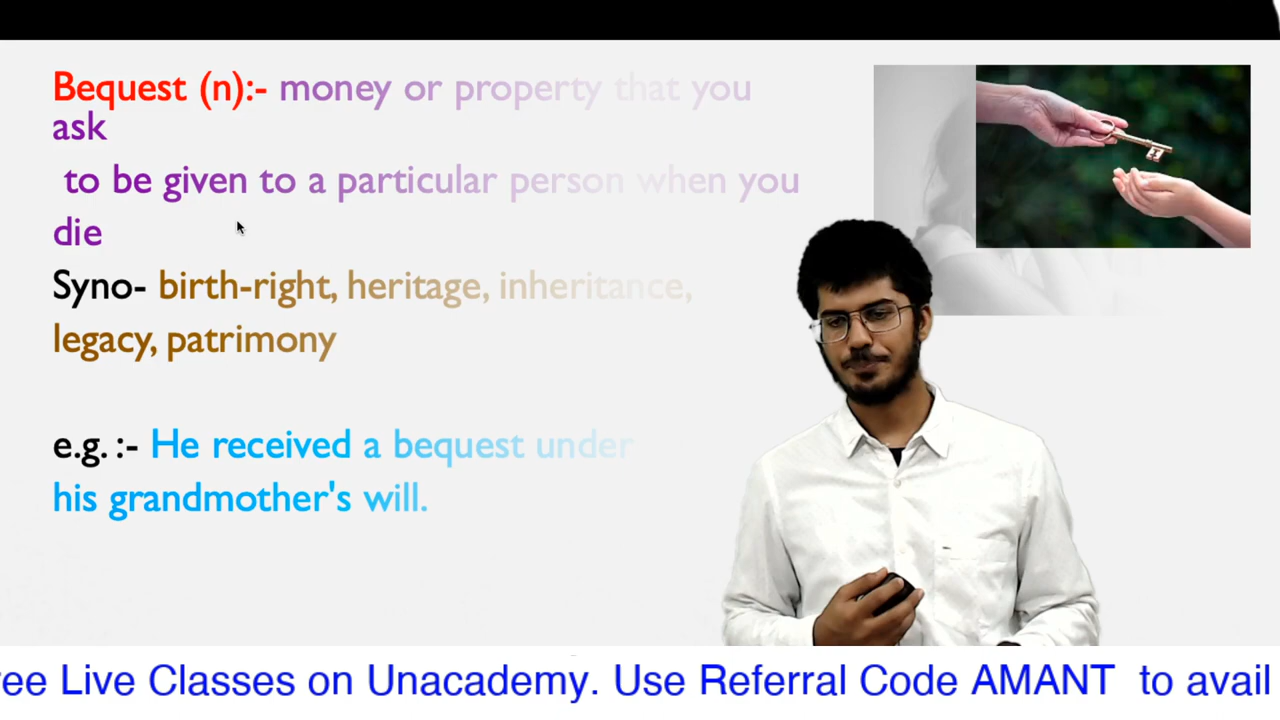 Bequest (n):- money or property that you
ask
to be given to a particular person when you
die
Syno- birth-right, heritage, inheritance,
legacy, patrimony
e.g. :- He received a bequest under
his grandmother's will.
ree Live Classes on Unacademy. Use Referral Code AMANT to avail